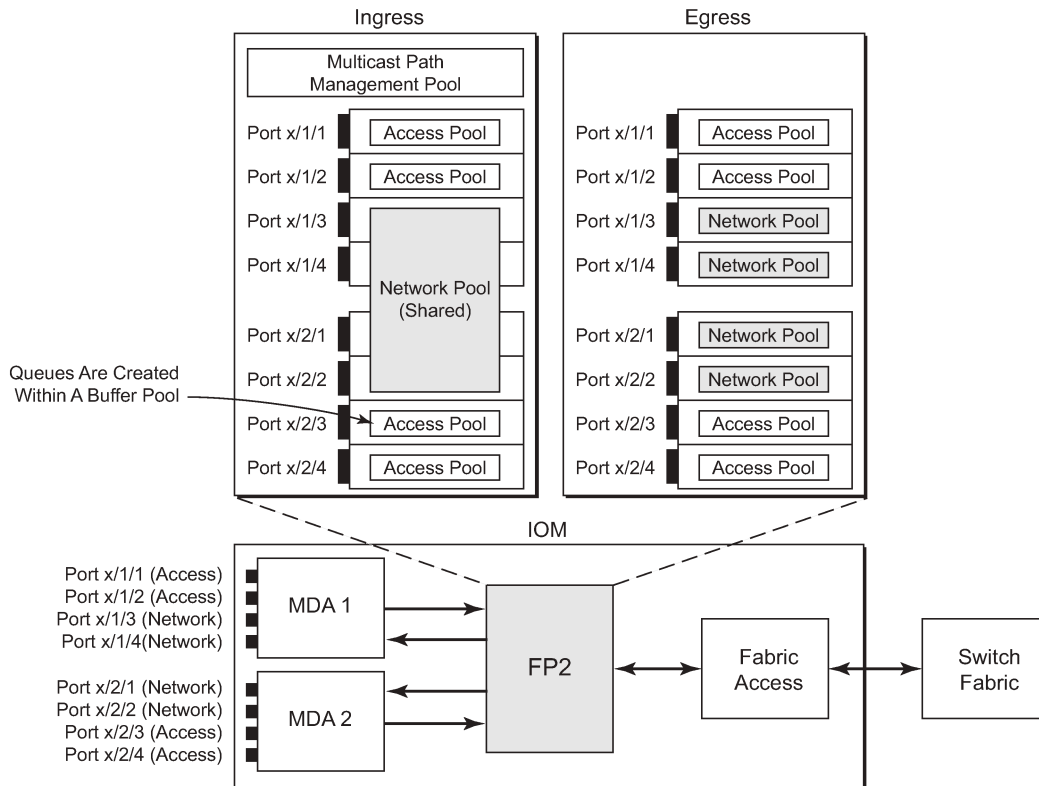 Ingress
Multicast Path
Management Pool
Port x/1/1
Access Pool
Port x/1/2
Access Pool
Port x/1/3
Port x/1/4
Network Pool
(Shared)
Port x/2/1
Port x/2/2
Queues Are Created
Within A Buffer Pool
Port x/2/3
Access Pool
Port x/2/4
Access Pool
Egress
Port x/1/1
Access Pool
Port x/1/2
Access Pool
Port x/1/3
Network Pool
Port x/1/4
Network Pool
Port x/2/1
Network Pool
Port x/2/2
Network Pool
Port x/2/3
Access Pool
Port x/2/4
Access Pool
IOM
Port x/1/1 (Access)
Port x/1/2 (Access)
Port x/1/3 (Network)
Port x/1/4(Network)
MDA 1
Port x/2/1 (Network)
Port x/2/2 (Network)
Port x/2/3 (Access)
Port x/2/4 (Access)
MDA 2
FP2
Fabric
Access
Switch
Fabric